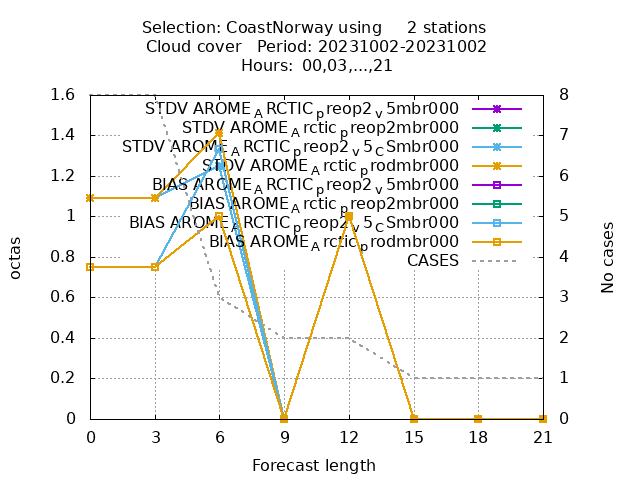 Selection: CoastNorway using 2 stations
Cloud cover Period: 20231002-20231002
Hours: 00,03,...,21
STDV AROME_ARCTIC_preop2_v5mbr000
STDV AROME_Arctic_preop2mbr000
STDV AROME_ARCTIC_preop2_v5_CSmbr000
STDV AROME_Arctic_prodmbr000
BIAS AROME_ARCTIC_preop2_v5mbr000
BIAS AROME_Arctic_preop2mbr000
BIAS AROME_ARCTIC_preop2_v5_CSmbr000
BIAS AROME_Arctic_prodmbr000
CASES
1.6
1.4
1.2
1
0.8
0.6
0.4
0.2
0
octas
8
7
6
5
4
3
2
1
0
No cases
0 3 6 9 12 15 18 21
Forecast length